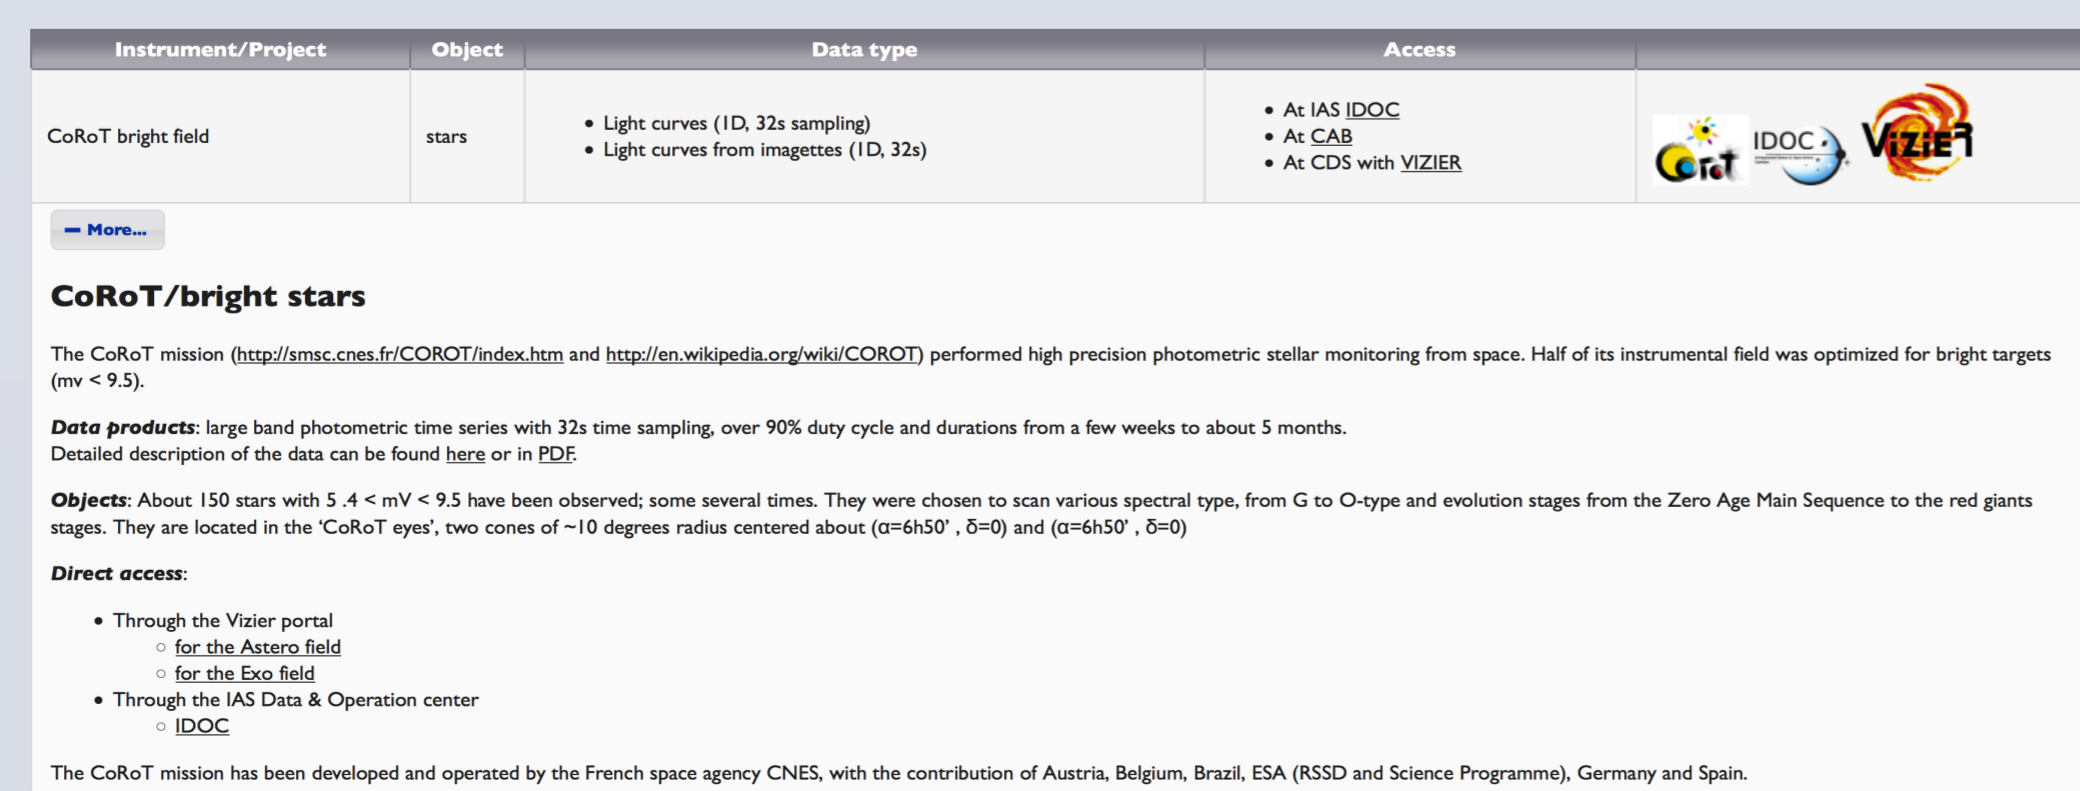 Instrument/Project Object Data type Access
CoRoT bright field
stars
• Light curves (1D, 32s sampling)
• Light curves from imagettes (1D, 32s)
• At IAS IDOC
• At CAB
• At CDS with VIZIER
CoroT
IDOC
ViZieR
– More...
CoRoT/bright stars
The CoRoT mission (http://smsc.cnes.fr/COROT/index.htm and http://en.wikipedia.org/wiki/COROT) performed high precision photometric stellar monitoring from space. Half of its instrumental field was optimized for bright targets
(mv < 9.5).
Data products: large band photometric time series with 32s time sampling, over 90% duty cycle and durations from a few weeks to about 5 months.
Detailed description of the data can be found here or in PDF.
Objects: About 150 stars with 5 .4 < mV < 9.5 have been observed; some several times. They were chosen to scan various spectral type, from G to O-type and evolution stages from the Zero Age Main Sequence to the red giants
stages. They are located in the ‘CoRoT eyes’, two cones of ~10 degrees radius centered about (α=6h50’ , δ=0) and (α=6h50’ , δ=0)
Direct access:
• Through the Vizier portal
○ for the Astero field
○ for the Exo field
• Through the IAS Data & Operation center
○ IDOC
The CoRoT mission has been developed and operated by the French space agency CNES, with the contribution of Austria, Belgium, Brazil, ESA (RSSD and Science Programme), Germany and Spain.